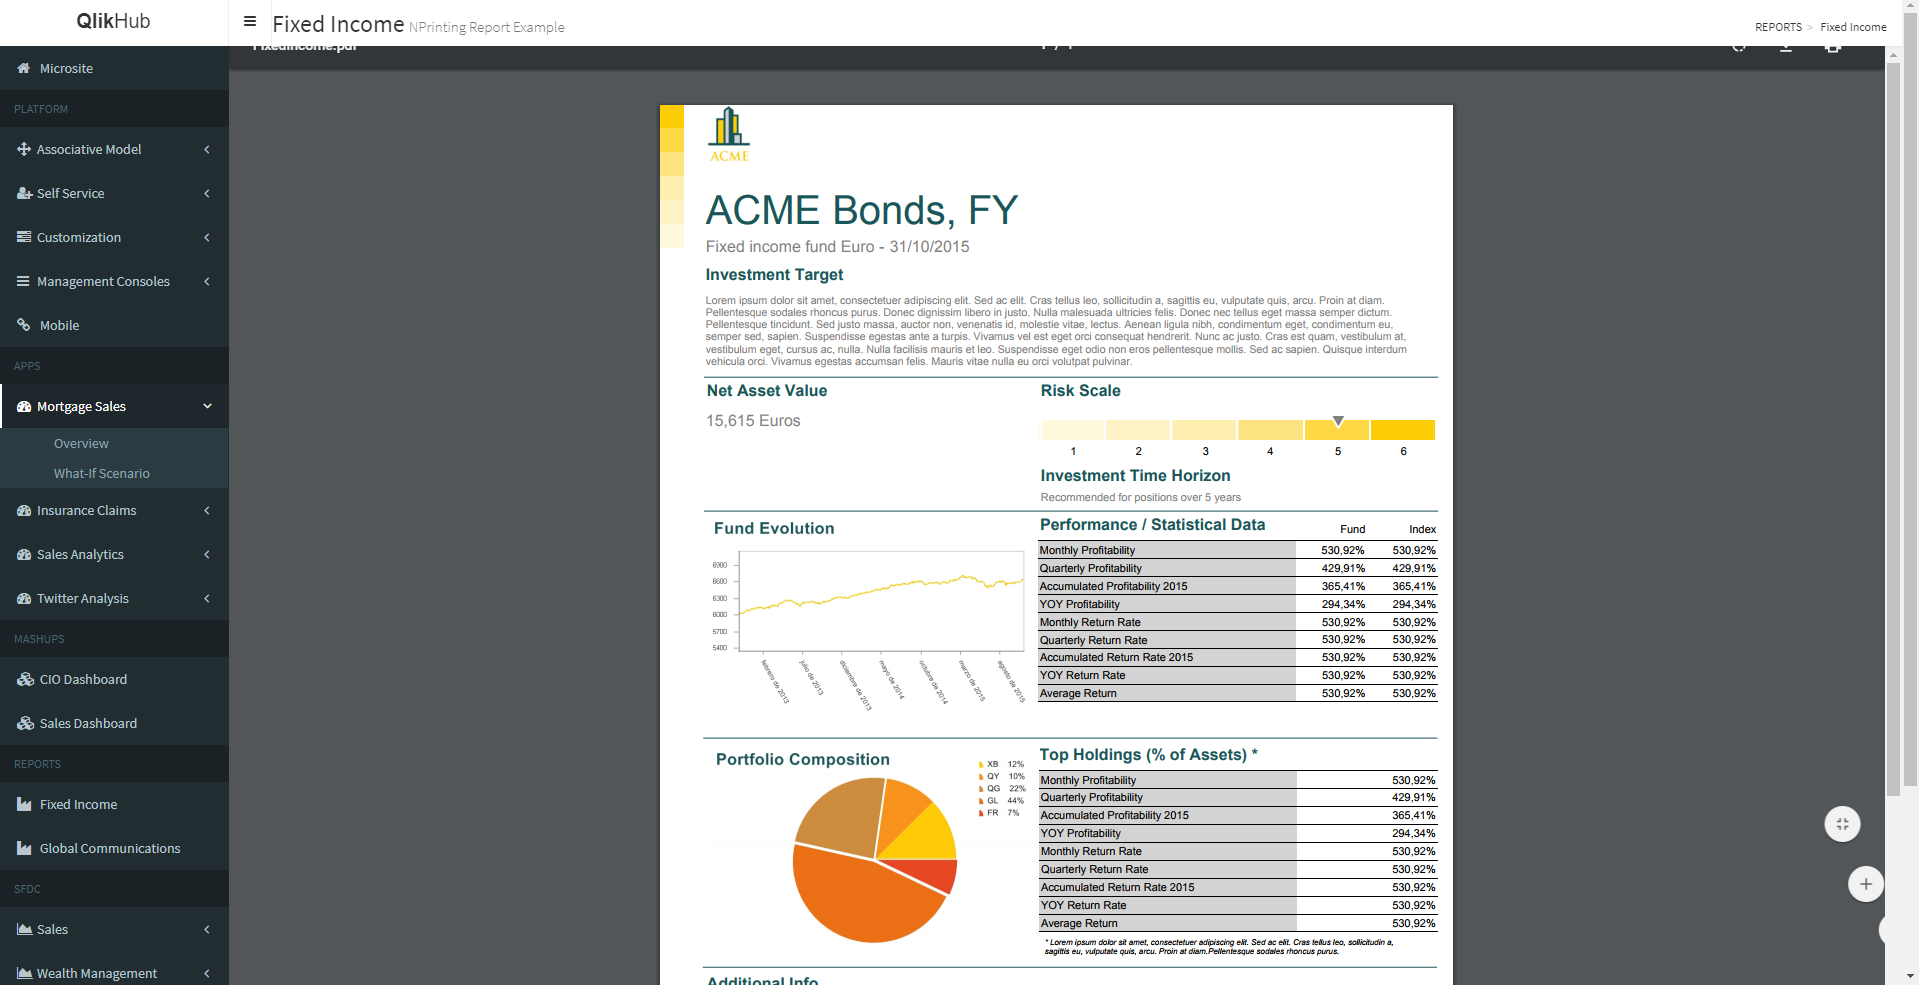 QlikHub
Fixed Income NPrinting Report Example
REPORTS > Fixed Income
FixedIncome.pdf
Microsite
PLATFORM
Associative Model
Self Service
Customization
Management Consoles
Mobile
APPS
Mortgage Sales
Overview
What-If Scenario
Insurance Claims
Sales Analytics
Twitter Analysis
MASHUPS
CIO Dashboard
Sales Dashboard
REPORTS
Fixed Income
Global Communications
SFDC
Sales
Wealth Management
ACME
ACME Bonds, FY
Fixed income fund Euro - 31/10/2015
Investment Target
Lorem ipsum dolor sit amet, consectetuer adipiscing elit. Sed ac elit. Cras tellus leo, sollicitudin a, sagittis eu, vulputate quis, arcu. Proin at diam.
Pellentesque sodales rhoncus purus. Donec dignissim libero in justo. Nulla malesuada ultricies felis. Donec nec tellus eget massa semper dictum.
Pellentesque tincidunt. Sed justo massa, auctor non, venenatis id, molestie vitae, lectus. Aenean ligula nibh, condimentum eget, condimentum eu,
semper sed, sapien. Suspendisse egestas ante a turpis. Vivamus vel est eget orci consequat hendrerit. Nunc ac justo. Cras est quam, vestibulum at,
vestibulum eget, cursus ac, nulla. Nulla facilisis mauris et leo. Suspendisse eget odio non eros pellentesque mollis. Sed ac sapien. Quisque interdum
vehicula orci. Vivamus egestas accumsan felis. Mauris vitae nulla eu orci volutpat pulvinar.
Net Asset Value
15,615 Euros
Risk Scale
1 2 3 4 5 6
Investment Time Horizon
Recommended for positions over 5 years
Fund Evolution
6900
6600
6300
6000
5700
5400
febrero de 2013
julio de 2013
diciembre de 2013
mayo de 2014
octubre de 2014
marzo de 2015
agosto de 2015
Performance / Statistical Data Fund Index
Monthly Profitability 530,92% 530,92%
Quarterly Profitability 429,91% 429,91%
Accumulated Profitability 2015 365,41% 365,41%
YOY Profitability 294,34% 294,34%
Monthly Return Rate 530,92% 530,92%
Quarterly Return Rate 530,92% 530,92%
Accumulated Return Rate 2015 530,92% 530,92%
YOY Return Rate 530,92% 530,92%
Average Return 530,92% 530,92%
Portfolio Composition
XB 12%
QY 10%
QG 22%
GL 44%
FR 7%
Top Holdings (% of Assets) *
Monthly Profitability 530,92%
Quarterly Profitability 429,91%
Accumulated Profitability 2015 365,41%
YOY Profitability 294,34%
Monthly Return Rate 530,92%
Quarterly Return Rate 530,92%
Accumulated Return Rate 2015 530,92%
YOY Return Rate 530,92%
Average Return 530,92%
* Lorem ipsum dolor sit amet, consectetuer adipiscing elit. Sed ac elit. Cras tellus leo, sollicitudin a,
sagittis eu, vulputate quis, arcu. Proin at diam.Pellentesque sodales rhoncus purus.
Additional Info